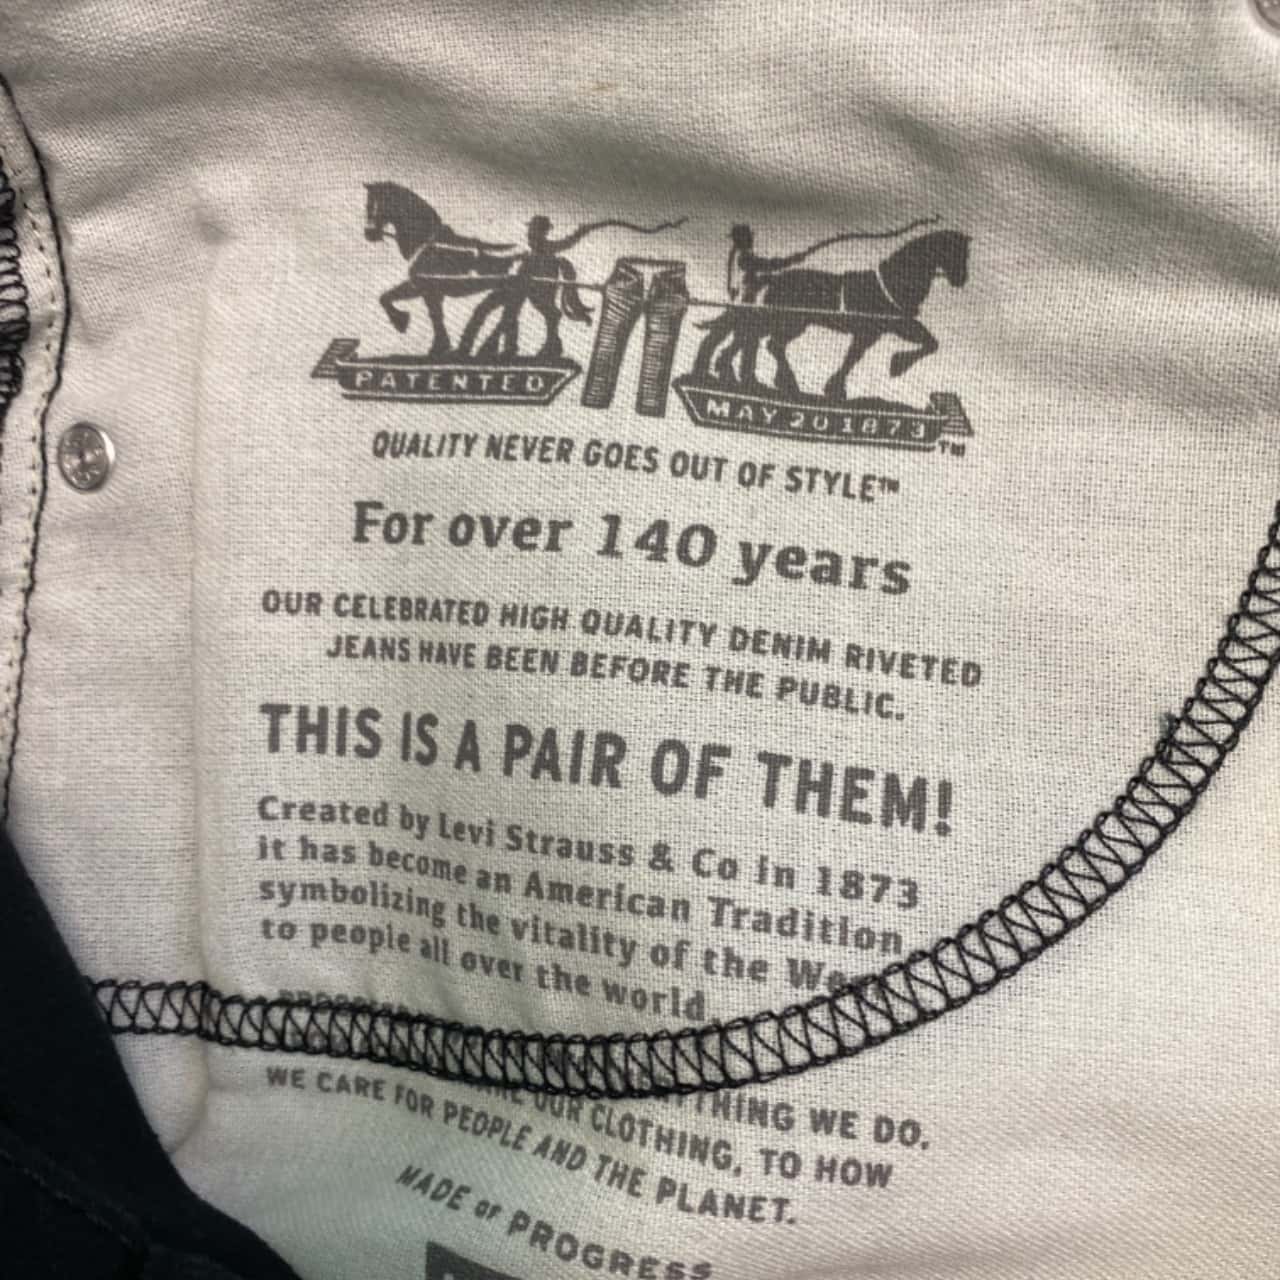 PATENTED
MAY 20 1873 ™
QUALITY NEVER GOES OUT OF STYLE™
For over 140 years
OUR CELEBRATED HIGH QUALITY DENIM RIVETED
JEANS HAVE BEEN BEFORE THE PUBLIC.
THIS IS A PAIR OF THEM!
Created by Levi Strauss & Co in 1873
it has become an American Tradition
symbolizing the vitality of the
to people all over the world
THING WE DO.
OUR CLOTHING, TO HOW
WE CARE FOR PEOPLE AND THE PLANET.
MADE of PROGRESS